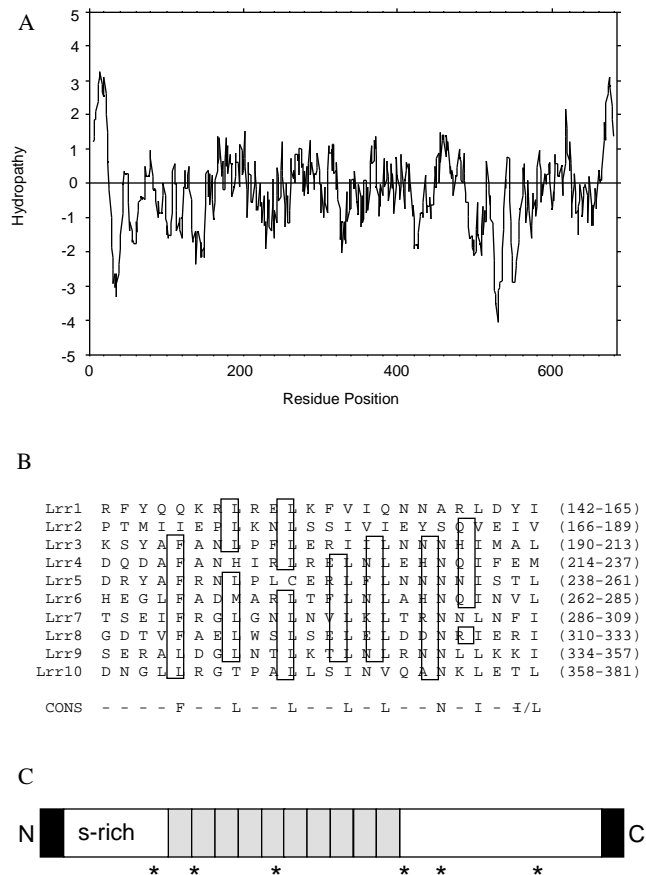 A
5
4
3
2
1
0
-1
-2
-3
-4
-5
Hydropathy
0 200 400 600
Residue Position
B
Lrr1 R F Y Q Q K R L R E L K F V I Q N N A R L D Y I (142-165)
Lrr2 P T M I I E P L K N L S S I V I E Y S Q V E I V (166-189)
Lrr3 K S Y A F A N L P F L E R I I L N N N H I M A L (190-213)
Lrr4 D Q D A F A N H I R L R E L N L E H N Q I F E M (214-237)
Lrr5 D R Y A F R N L P L C E R L F L N N N N I S T L (238-261)
Lrr6 H E G L F A D M A R L T F L N L A H N Q I N V L (262-285)
Lrr7 T S E I F R G L G N L N V L K L T R N N L N F I (286-309)
Lrr8 G D T V F A E L W S L S E L E L D D N R I E R I (310-333)
Lrr9 S E R A L D G L N T L K T L N L R N N L L K K I (334-357)
Lrr10 D N G L L R G T P A L L S I N V Q A N K L E T L (358-381)
CONS - - - - F - - L - - L - - L - L - - N - I - - I/L
C
N s-rich C
* * * * * *